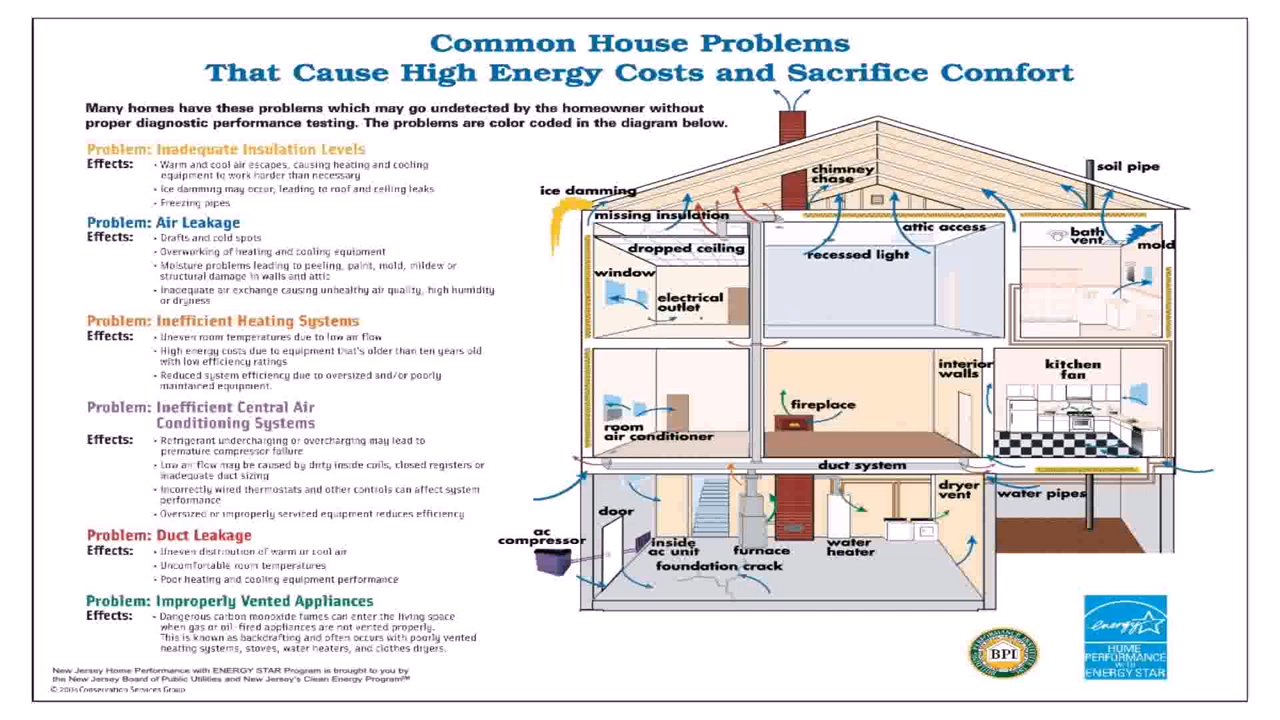 Common House Problems
That Cause High Energy Costs and Sacrifice Comfort
Many homes have these problems which may go undetected by the homeowner without
proper diagnostic performance testing. The problems are color coded in the diagram below.
Problem: Inadequate Insulation Levels
Effects: • Warm and cool air escapes, causing heating and cooling
equipment to work harder than necessary
• Ice damming may occur, leading to roof and ceiling leaks
• Freezing pipes
Problem: Air Leakage
Effects: • Drafts and cold spots
• Overworking of heating and cooling equipment
• Moisture problems leading to peeling, paint, mold, mildew or
structural damage in walls and attic
• Inadequate air exchange causing unhealthy air quality, high humidity
or dryness
Problem: Inefficient Heating Systems
Effects: • Uneven room temperatures due to low air flow
• High energy costs due to equipment that's older than ten years old
with low efficiency ratings
• Reduced system efficiency due to oversized and/or poorly
maintained equipment.
Problem: Inefficient Central Air
Conditioning Systems
Effects: • Refrigerant undercharging or overcharging may lead to
premature compressor failure
• Low air flow may be caused by dirty inside coils, closed registers or
inadequate duct sizing
• Incorrectly wired thermostats and other controls can affect system
performance
• Oversized or improperly serviced equipment reduces efficiency
Problem: Duct Leakage
Effects: • Uneven distribution of warm or cool air
• Uncomfortable room temperatures
• Poor heating and cooling equipment performance
Problem: Improperly Vented Appliances
Effects: • Dangerous carbon monoxide fumes can enter the living space
when gas or oil-fired appliances are not vented properly.
This is known as backdrafting and often occurs with poorly vented
heating systems, stoves, water heaters, and clothes dryers.
New Jersey Home Performance with ENERGY STAR Program is brought to you by
the New Jersey Board of Public Utilities and New Jersey's Clean Energy Program℠
Conservation Services Group
soil pipe
chimney
chase
ice damming
missing insulation
attic access
bath
vent
mold
dropped ceiling
recessed light
window
electrical
outlet
interior
walls
kitchen
fan
fireplace
room
air conditioner
duct system
dryer
vent
water pipes
door
ac
compressor
inside
ac unit
furnace
water
heater
foundation crack
BPI
energy
HOME
PERFORMANCE
WITH
ENERGY STAR